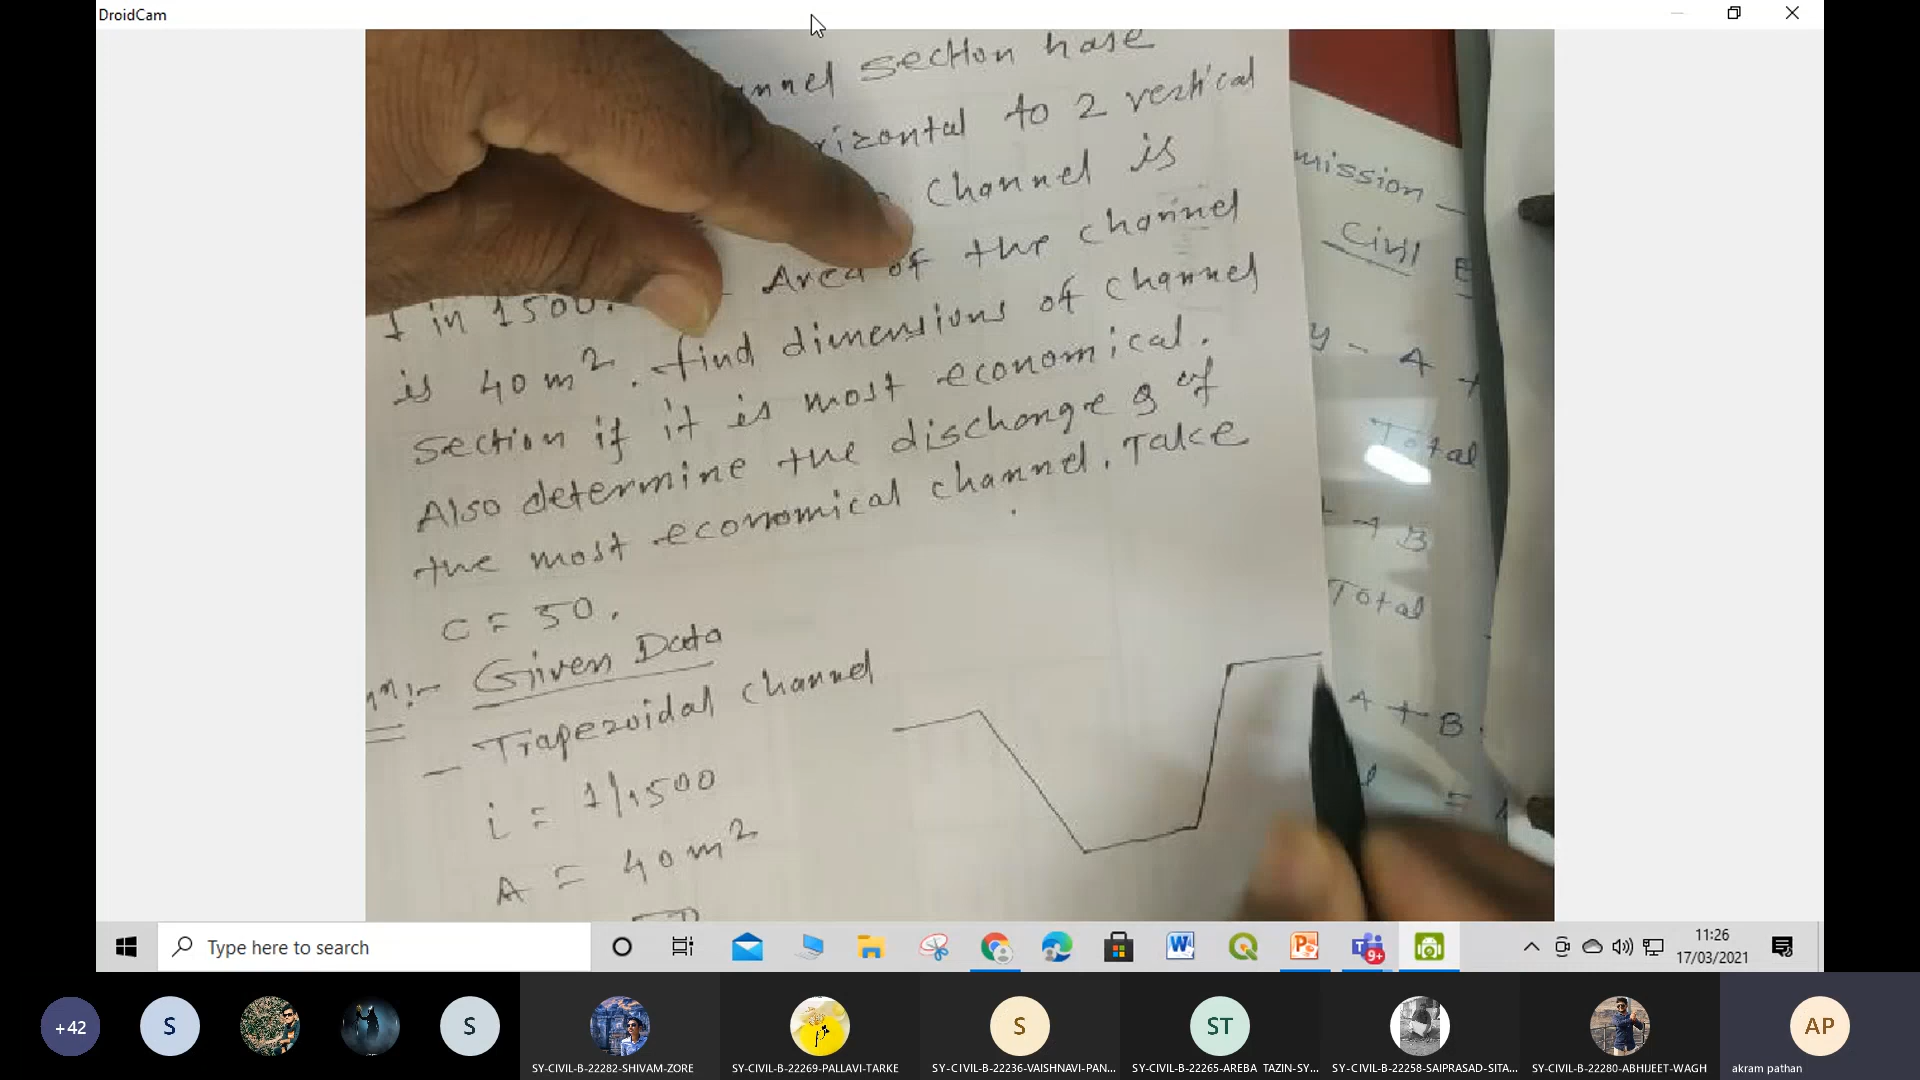 DroidCam
section have
rizontal to 2 vertical
channel is
1 in 1500. Area of the channel
is 40 m². find dimensions of channel
section if it is most economical.
Also determine the dischange of
the most economical channel. Take
C = 50.
Given Data
- Trapezoidal channel
i = 1/1500
A = 40 m²
mission -
Civil E
y - A +
Total
+ B
Total
A + B
=
Type here to search
9+
11:26
17/03/2021
+42
S
S
S
ST
AP
SY-CIVIL-B-22282-SHIVAM-ZORE
SY-CIVIL-B-22269-PALLAVI-TARKE
SY-CIVIL-B-22236-VAISHNAVI-PAN...
SY-CIVIL-B-22265-AREBA TAZIN-SY...
SY-CIVIL-B-22258-SAIPRASAD-SITA...
SY-CIVIL-B-22280-ABHIJEET-WAGH
akram pathan